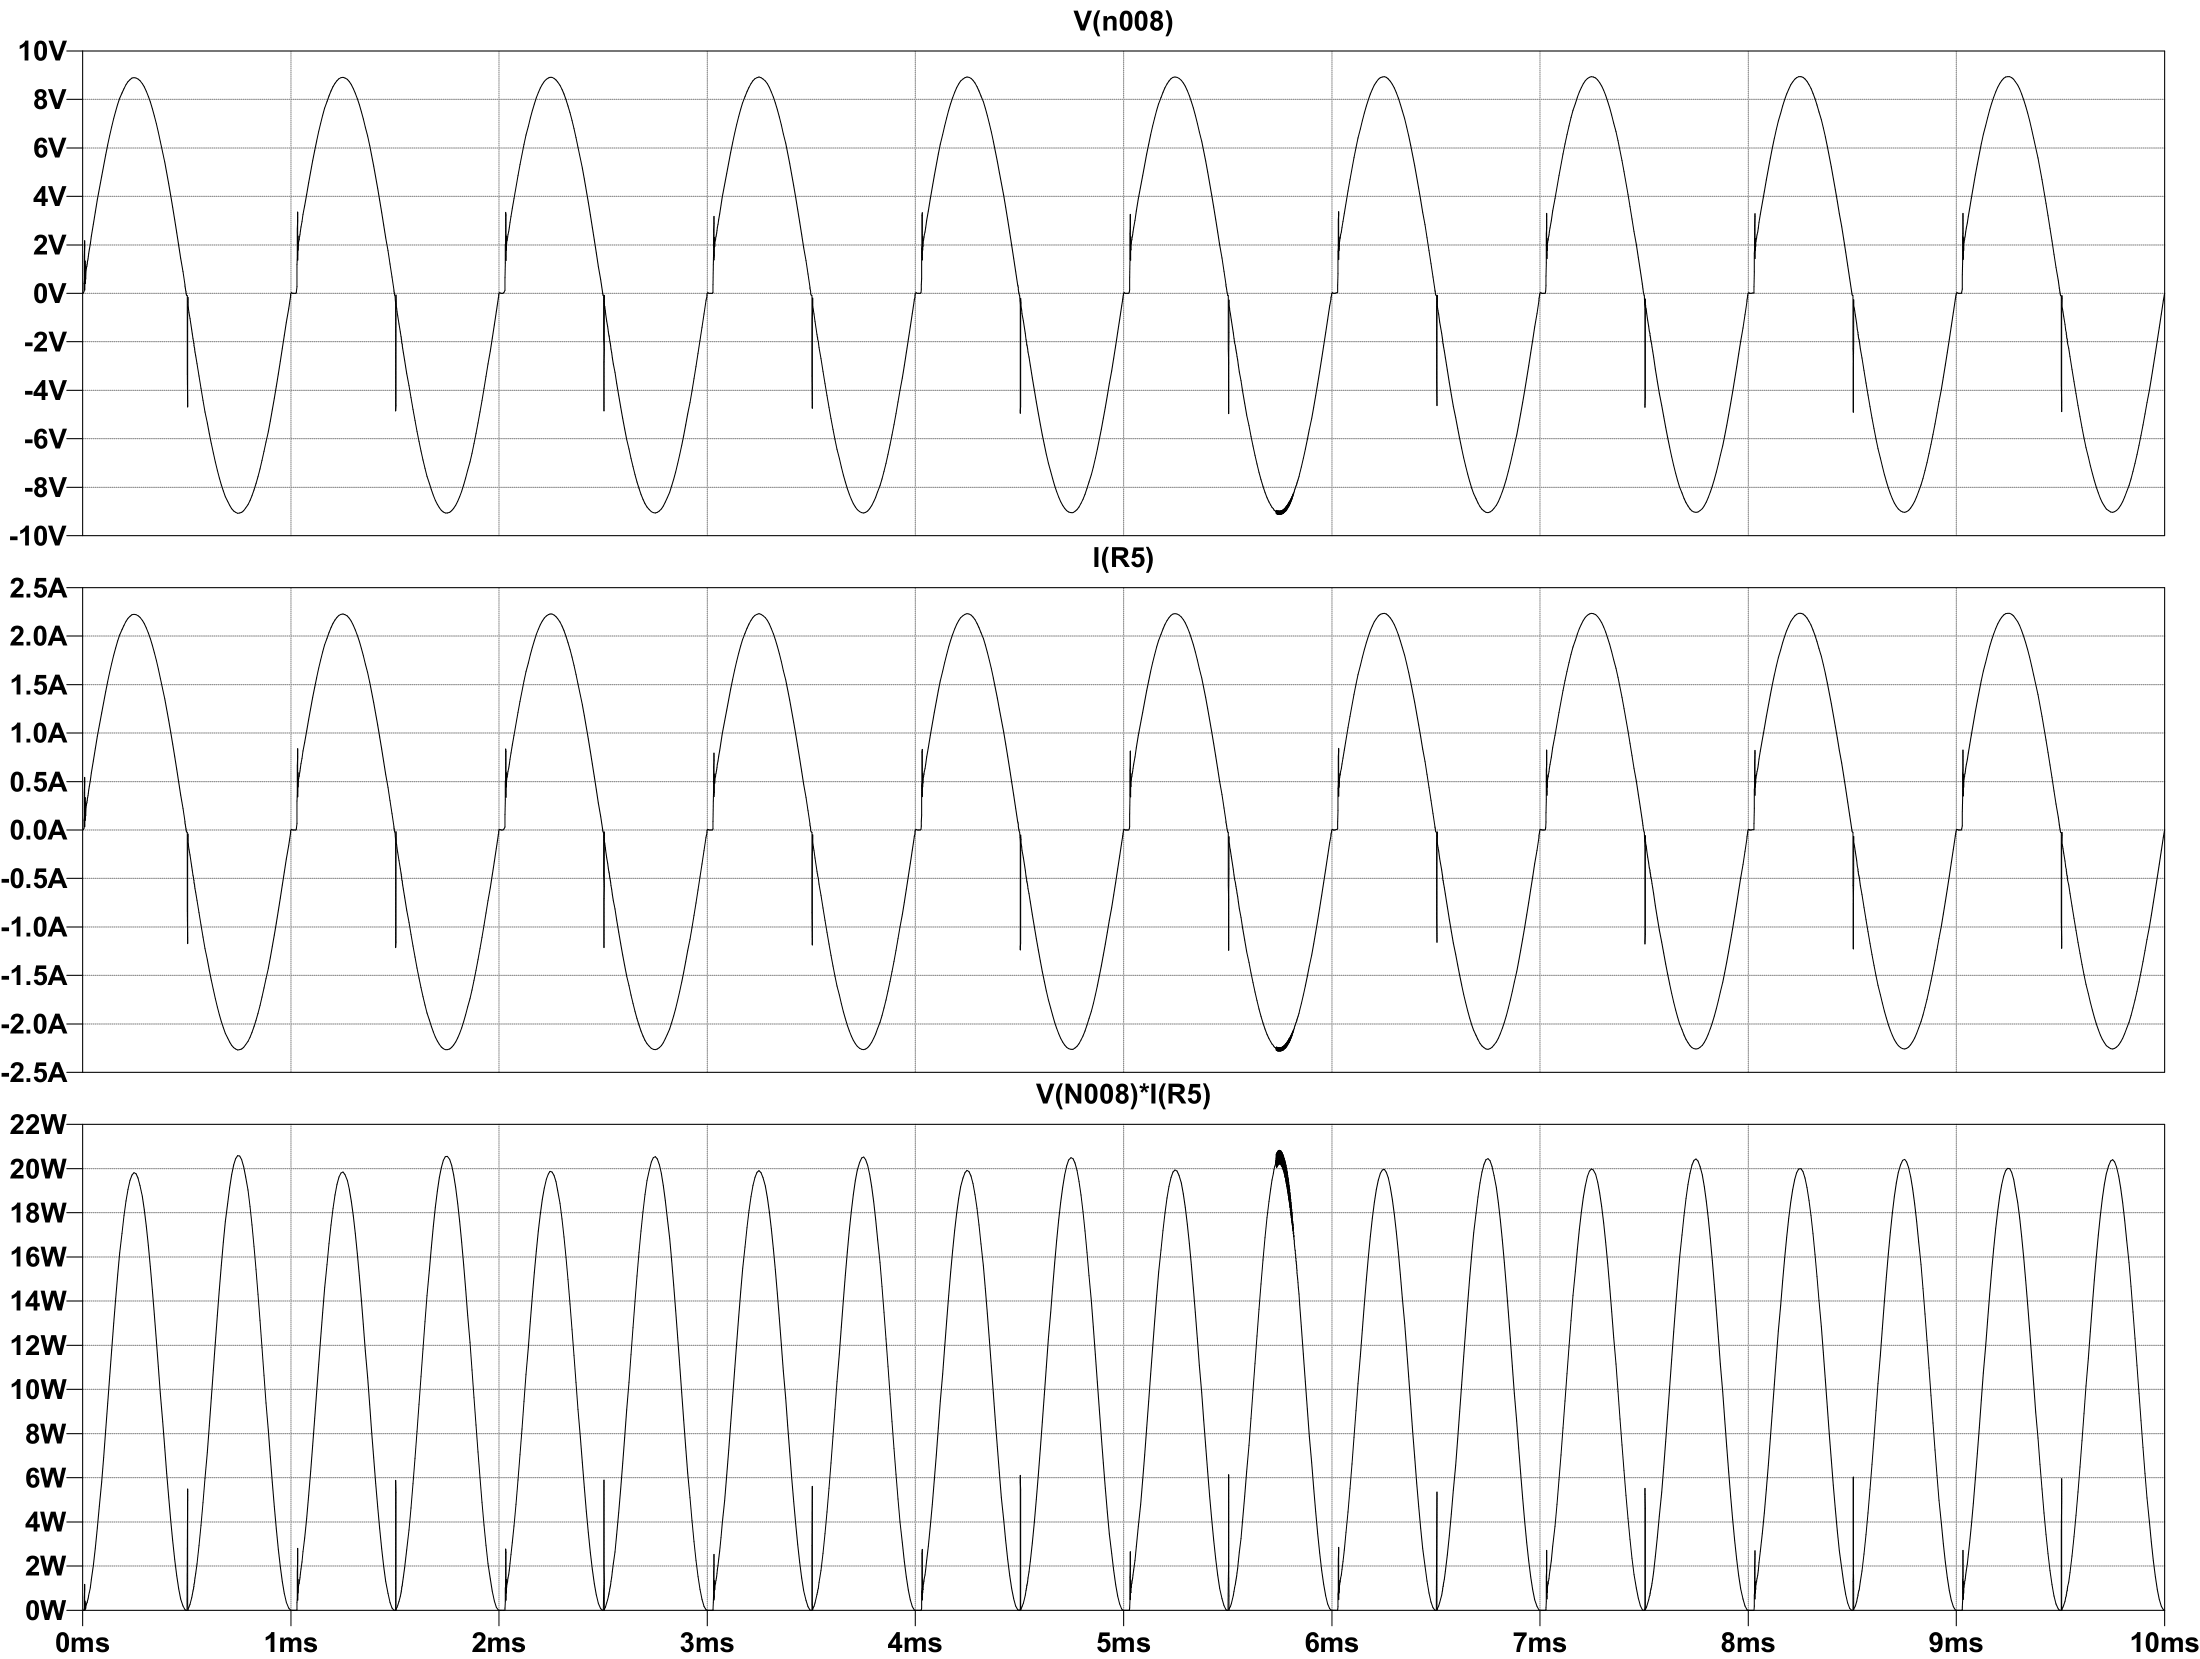 V(n008)
10V
8V
6V
4V
2V
0V
-2V
-4V
-6V
-8V
-10V
I(R5)
2.5A
2.0A
1.5A
1.0A
0.5A
0.0A
-0.5A
-1.0A
-1.5A
-2.0A
-2.5A
V(N008)*I(R5)
22W
20W
18W
16W
14W
12W
10W
8W
6W
4W
2W
0W
0ms 1ms 2ms 3ms 4ms 5ms 6ms 7ms 8ms 9ms 10ms